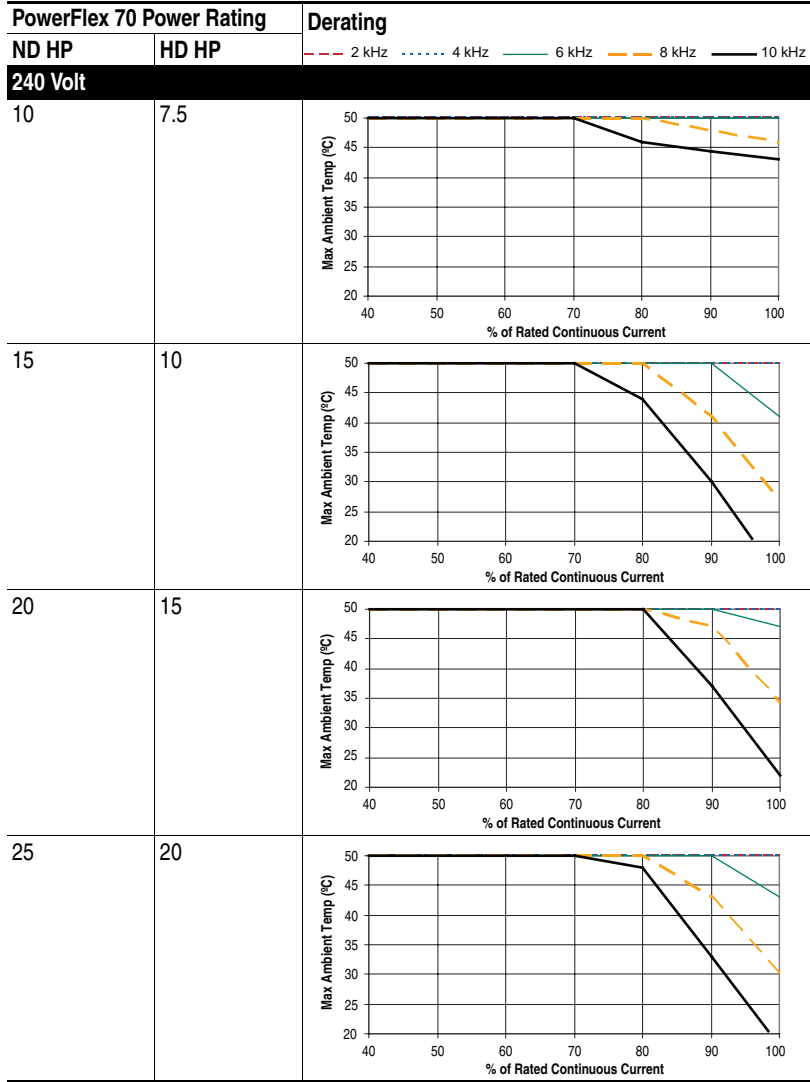 PowerFlex 70 Power Rating Derating
ND HP HD HP 2 kHz 4 kHz 6 kHz 8 kHz 10 kHz
240 Volt
10 7.5
Max Ambient Temp (ºC)
50
45
40
35
30
25
20
40 50 60 70 80 90 100
% of Rated Continuous Current
15 10
Max Ambient Temp (ºC)
50
45
40
35
30
25
20
40 50 60 70 80 90 100
% of Rated Continuous Current
20 15
Max Ambient Temp (ºC)
50
45
40
35
30
25
20
40 50 60 70 80 90 100
% of Rated Continuous Current
25 20
Max Ambient Temp (ºC)
50
45
40
35
30
25
20
40 50 60 70 80 90 100
% of Rated Continuous Current